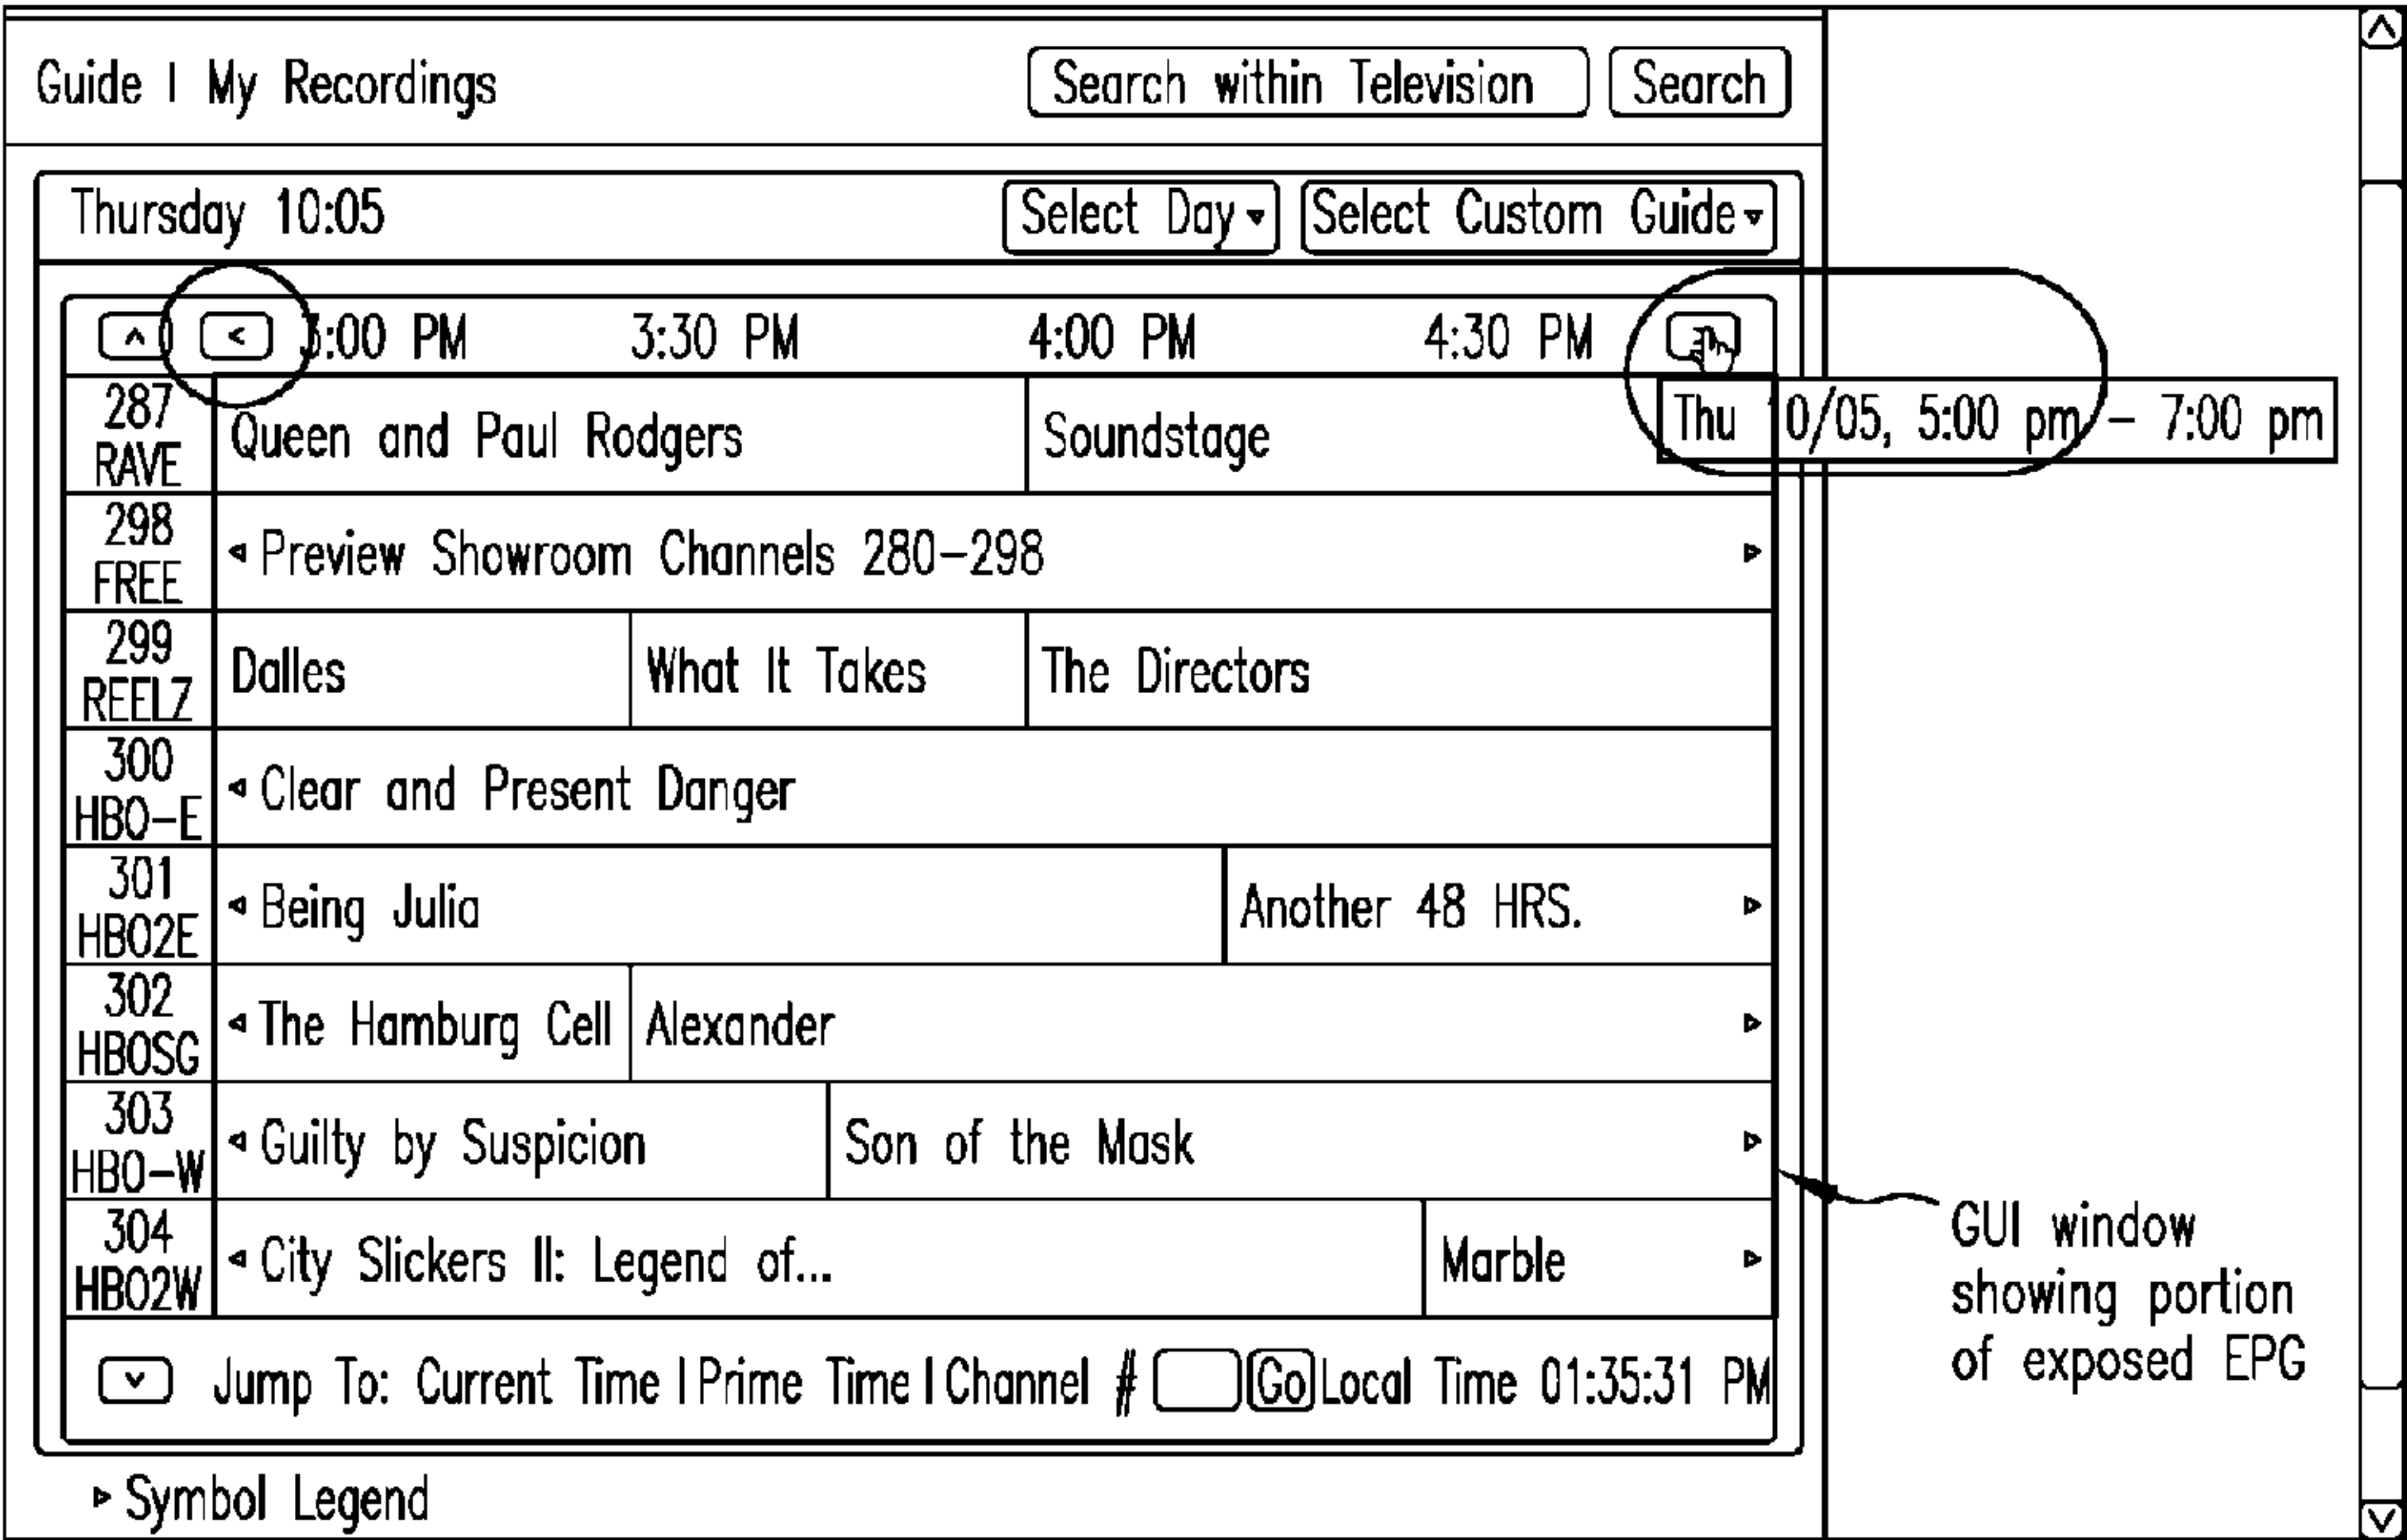 Guide | My Recordings Search within Television Search
Thursday 10:05 Select Day Select Custom Guide
3:00 PM 3:30 PM 4:00 PM 4:30 PM
Thu 10/05, 5:00 pm – 7:00 pm
287
RAVE
Queen and Paul Rodgers Soundstage
298
FREE
Preview Showroom Channels 280–298
299
REELZ
Dalles What It Takes The Directors
300
HBO–E
Clear and Present Danger
301
HBO2E
Being Julia Another 48 HRS.
302
HBOSG
The Hamburg Cell Alexander
303
HBO–W
Guilty by Suspicion Son of the Mask
304
HBO2W
City Slickers II: Legend of... Marble
Jump To: Current Time | Prime Time | Channel # Go Local Time 01:35:31 PM
Symbol Legend
GUI window
showing portion
of exposed EPG